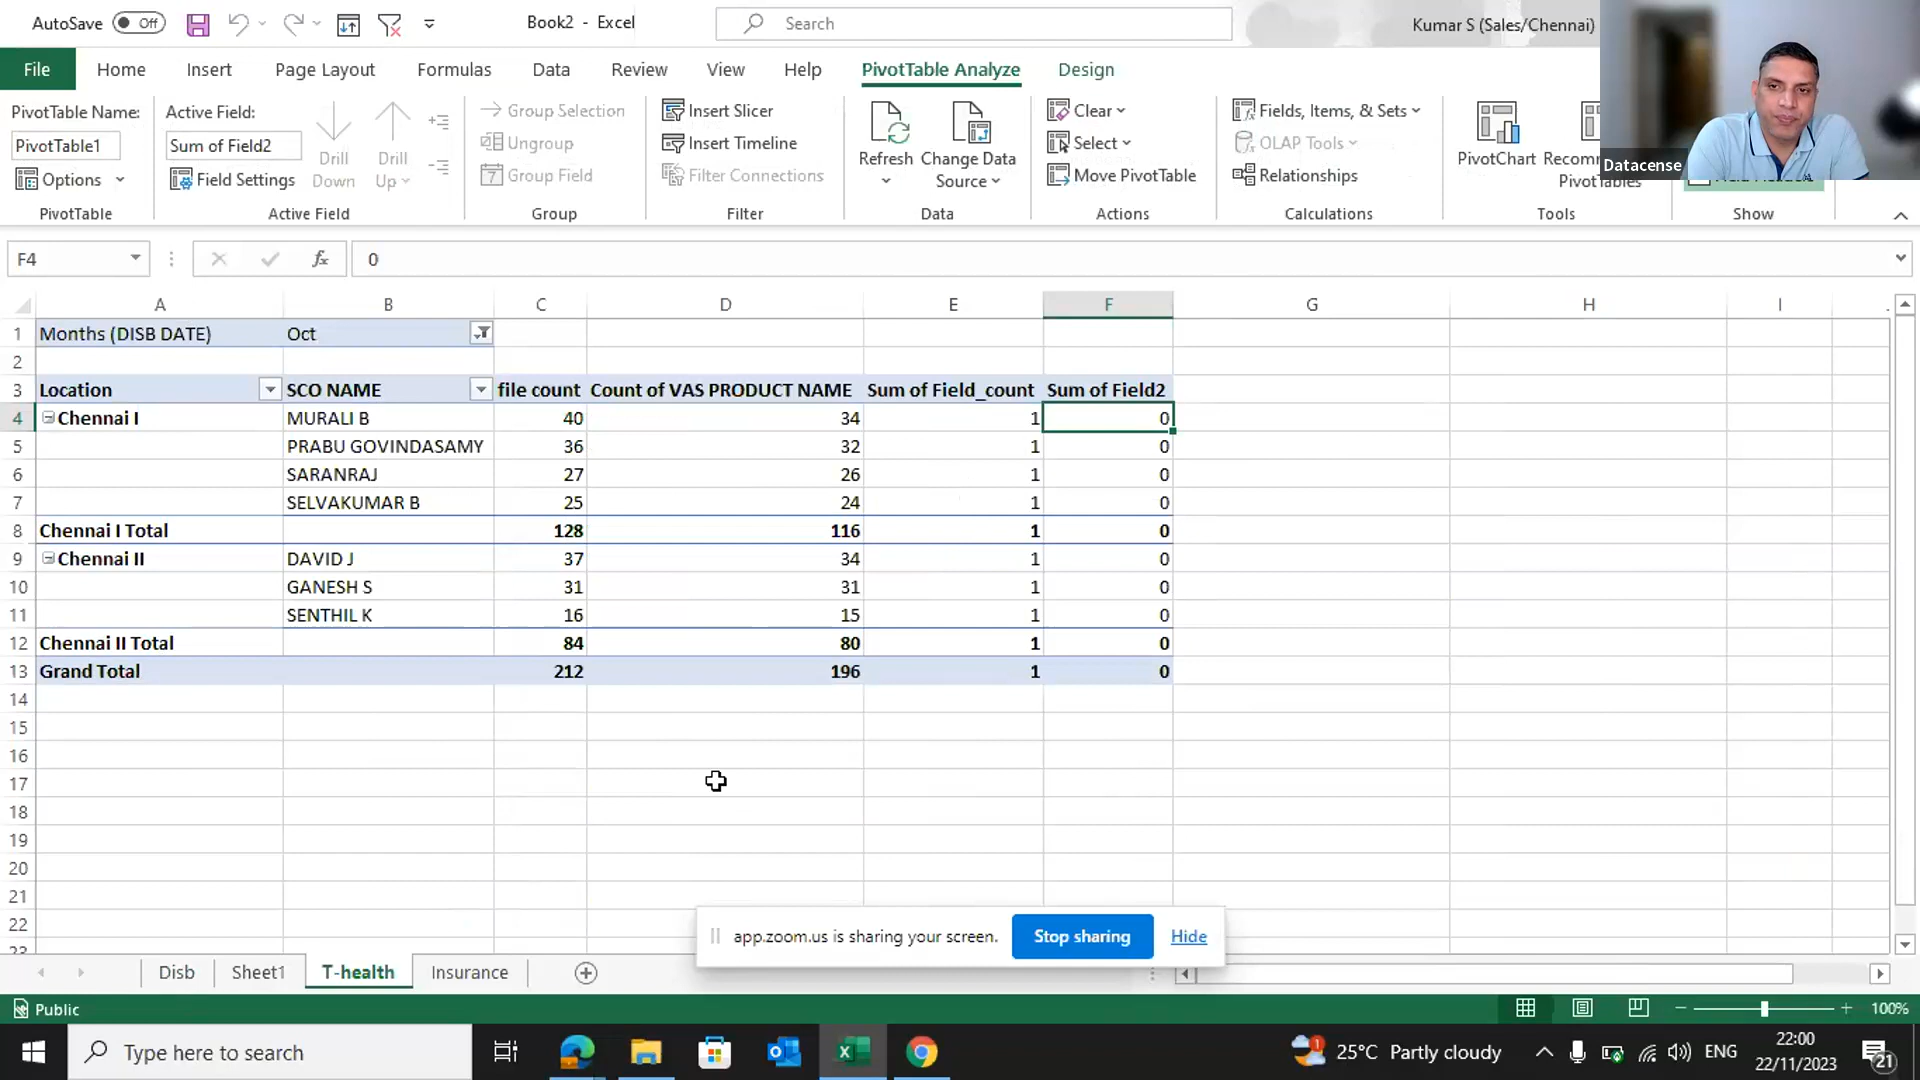 AutoSave Off Book2 - Excel Search Kumar S (Sales/Chennai)
File Home Insert Page Layout Formulas Data Review View Help PivotTable Analyze Design
PivotTable Name: Active Field: Group Selection Insert Slicer Clear Fields, Items, & Sets
PivotTable1 Sum of Field2 Drill Down Drill Up Ungroup Insert Timeline Refresh Change Data Source Select OLAP Tools PivotChart
Options Field Settings Group Field Filter Connections Move PivotTable Relationships PivotTables
PivotTable Active Field Group Filter Data Actions Calculations Tools Show
Datacense
F4 fx 0
A B C D E F G H I
1 Months (DISB DATE) Oct
2
3 Location SCO NAME file count Count of VAS PRODUCT NAME Sum of Field_count Sum of Field2
4 Chennai I MURALI B 40 34 1 0
5 PRABU GOVINDASAMY 36 32 1 0
6 SARANRAJ 27 26 1 0
7 SELVAKUMAR B 25 24 1 0
8 Chennai I Total 128 116 1 0
9 Chennai II DAVID J 37 34 1 0
10 GANESH S 31 31 1 0
11 SENTHIL K 16 15 1 0
12 Chennai II Total 84 80 1 0
13 Grand Total 212 196 1 0
14
15
16
17
18
19
20
21
22
app.zoom.us is sharing your screen. Stop sharing Hide
Disb Sheet1 T-health Insurance
Public 100%
Type here to search 1 25°C Partly cloudy ENG 22:00
22/11/2023 21